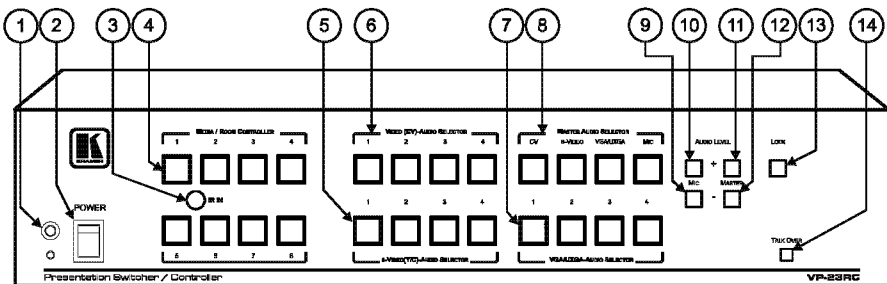 1 2 3 4 5 6 7 8 9 10 11 12 13 14
MEDIA / ROOM CONTROLLER
VIDEO (CV)-AUDIO SELECTOR
MASTER AUDIO SELECTOR
1 2 3 4
1 2 3 4
CV s-VIDEO VGA/UXGA MIC
AUDIO LEVEL
LOCK
K
KRAMER
+
MIC MASTER
-
IR IN
1 2 3 4
1 2 3 4
POWER
5 6 7 8
s-VIDEO(Y/C)-AUDIO SELECTOR
VGA/UXGA-AUDIO SELECTOR
TALK OVER
Presentation Switcher / Controller
VP-23RC